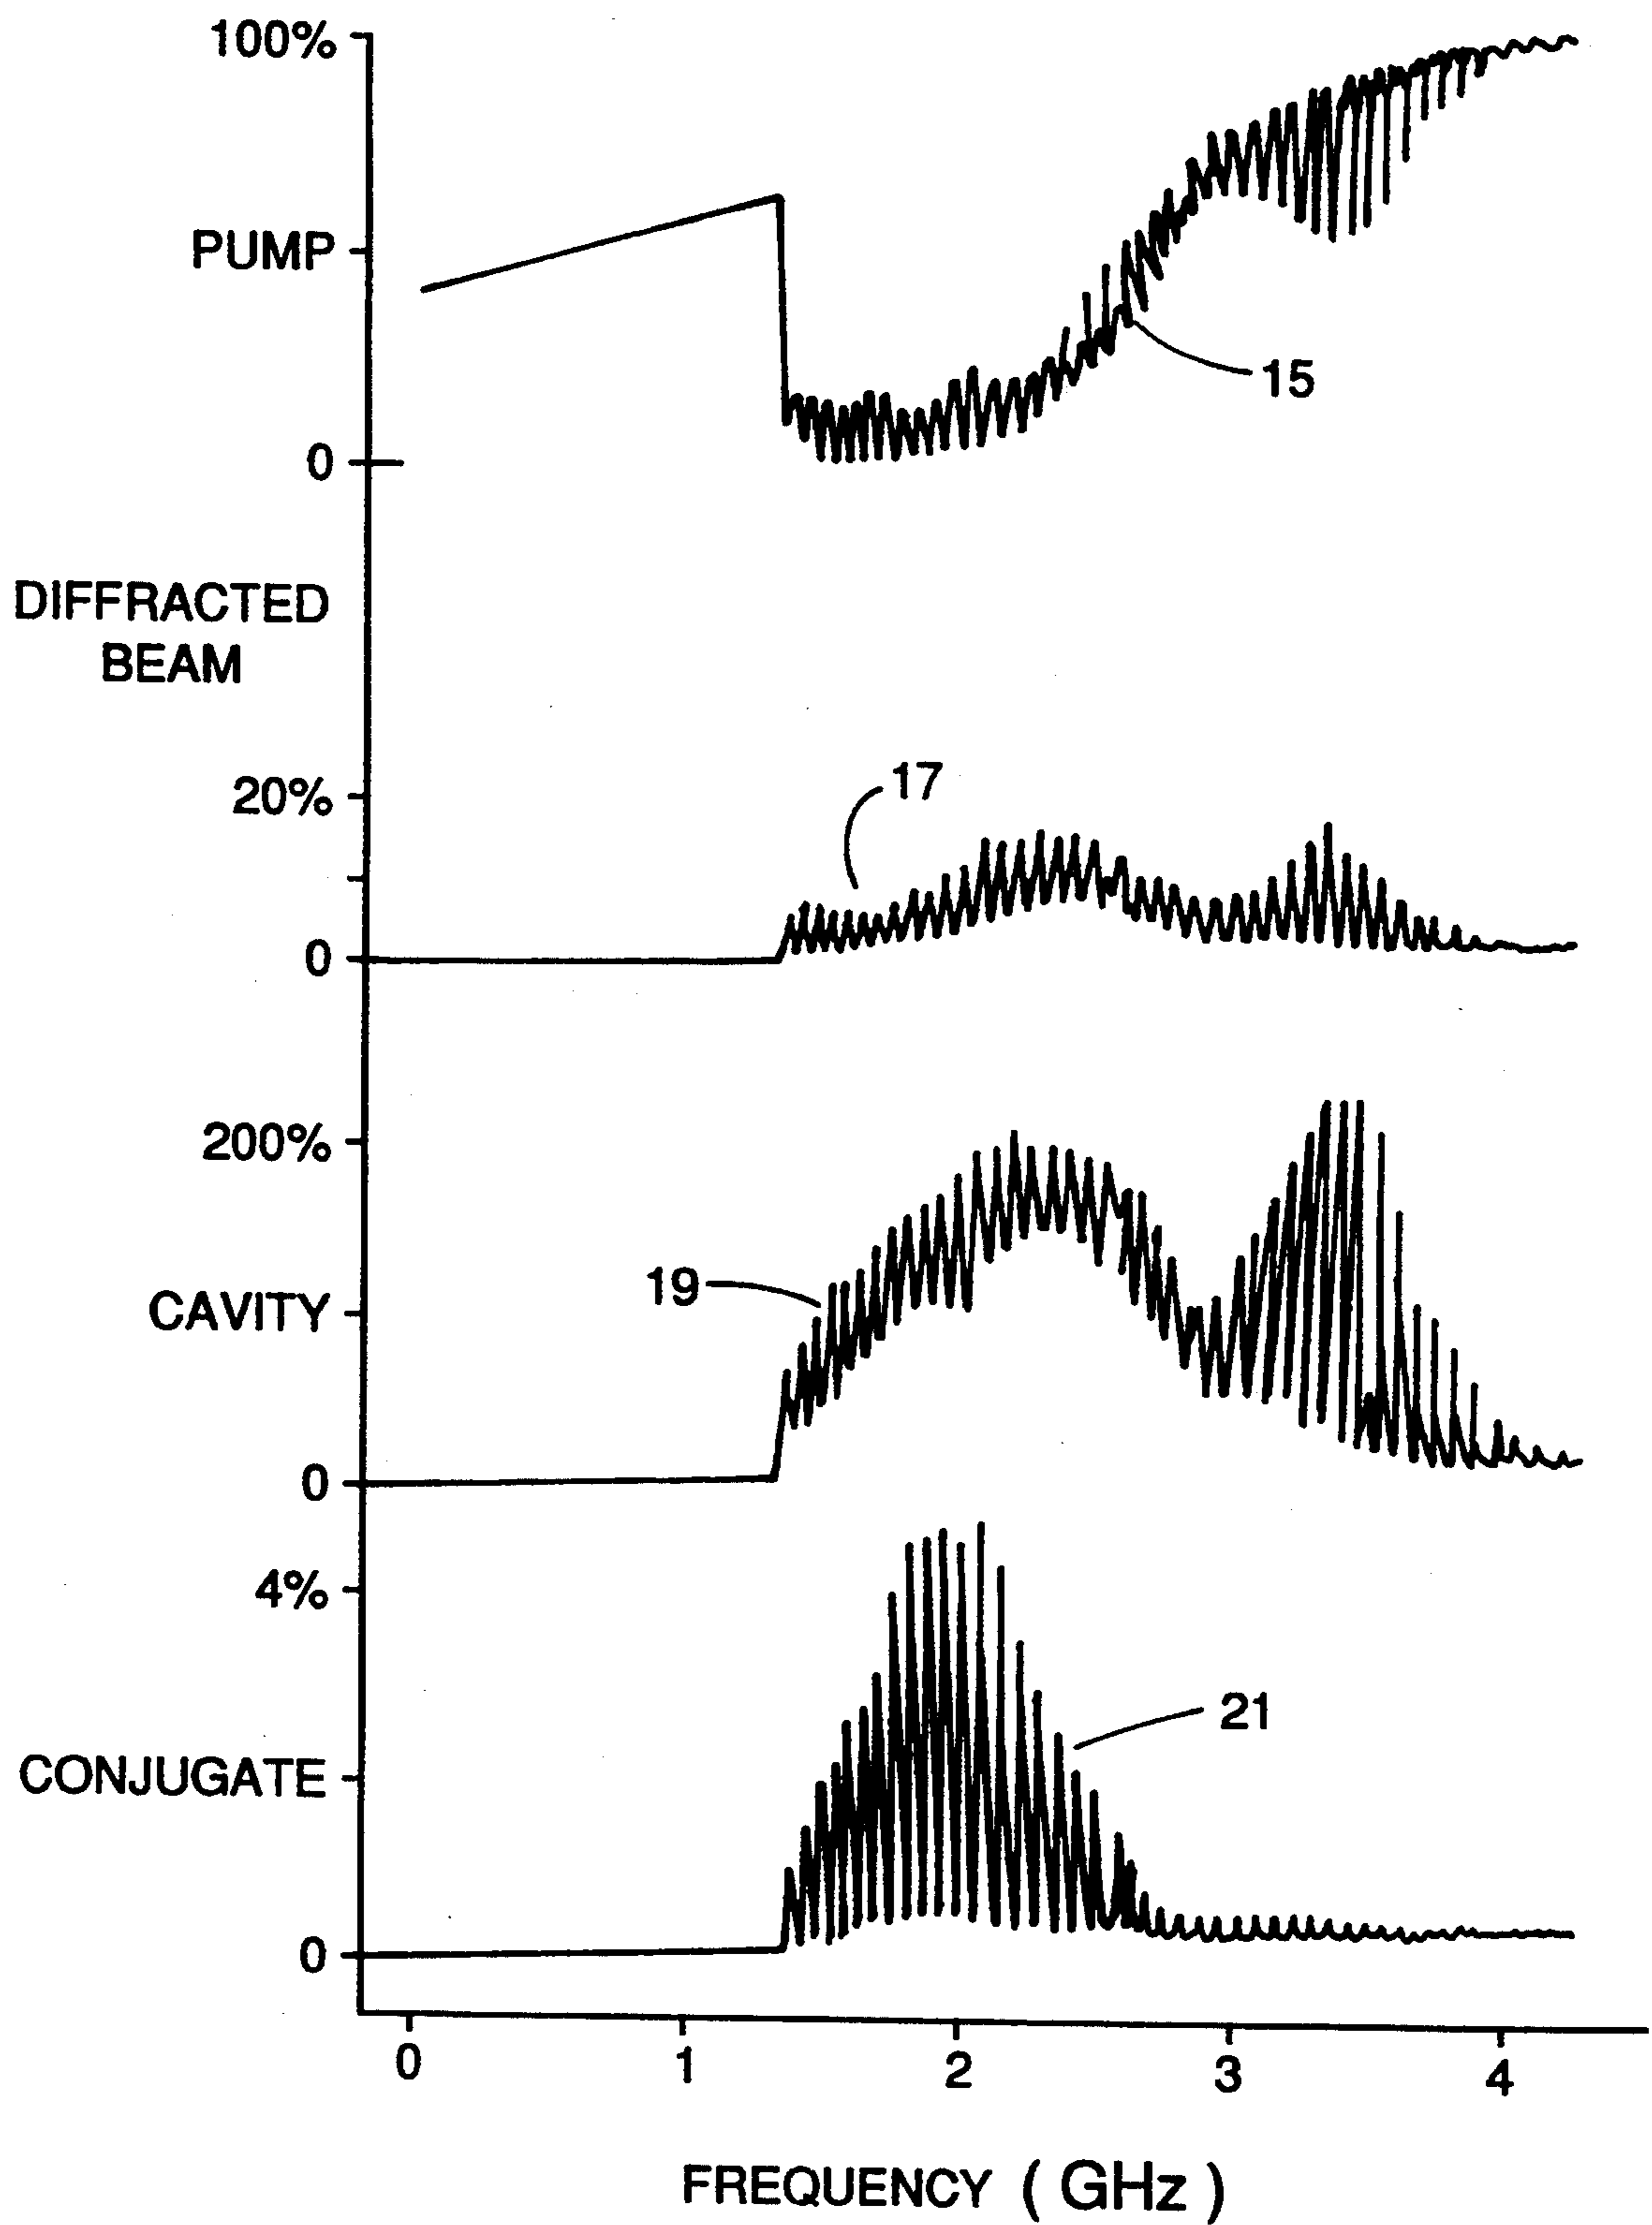 100%
PUMP
15
0
DIFFRACTED
BEAM
17
20%
0
200%
19
CAVITY
0
4%
21
CONJUGATE
0
0 1 2 3 4
FREQUENCY ( GHz )